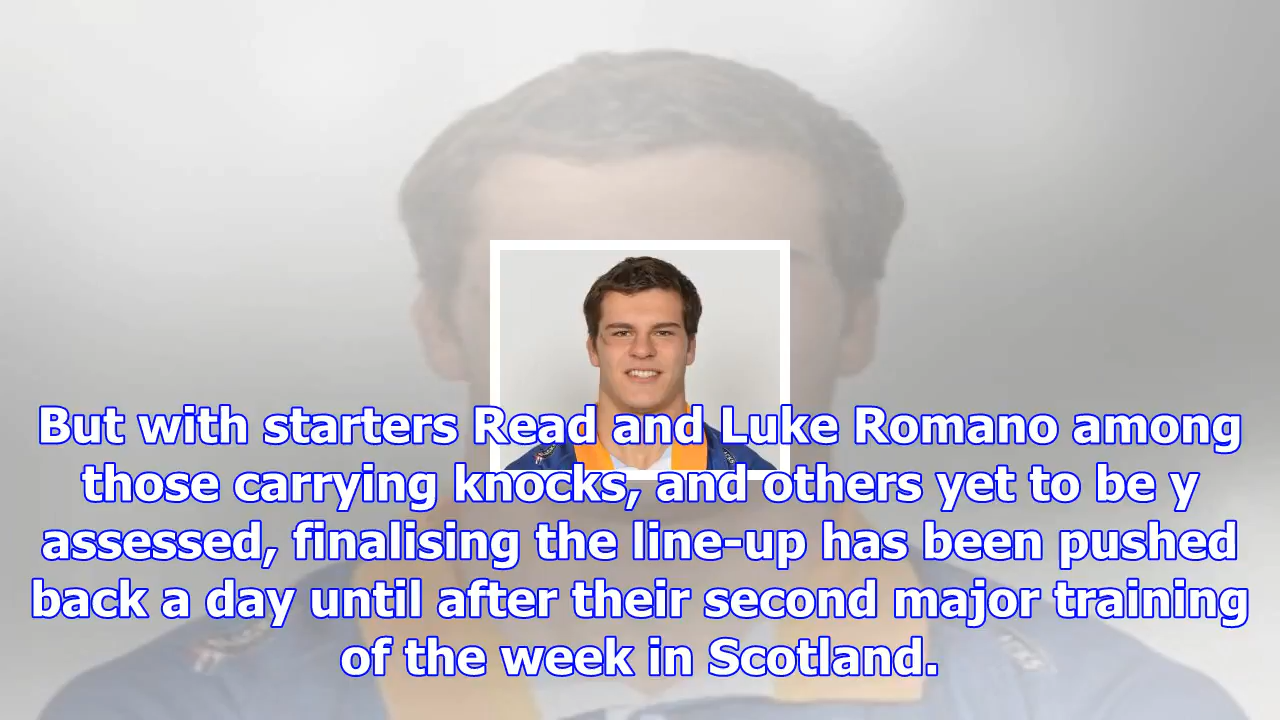 But with starters Read and Luke Romano among
those carrying knocks, and others yet to be y
assessed, finalising the line-up has been pushed
back a day until after their second major training
of the week in Scotland.